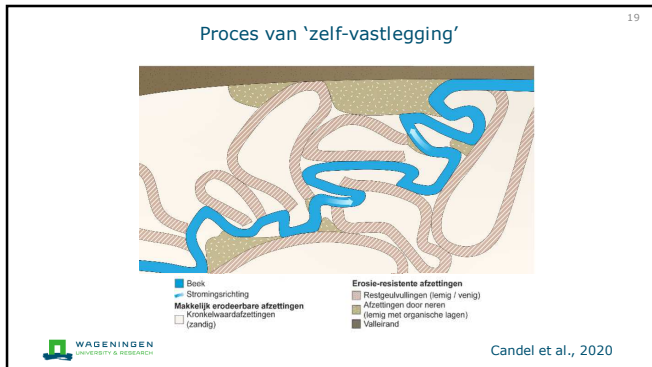 19
Proces van ‘zelf-vastlegging’
Beek
Stromingsrichting
Makkelijk erodeerbare afzettingen
Kronkelwaardafzettingen
(zandig)
Erosie-resistente afzettingen
Restgeulvullingen (lemig / venig)
Afzettingen door neren
(lemig met organische lagen)
Valleirand
WAGENINGEN
UNIVERSITY & RESEARCH
Candel et al., 2020